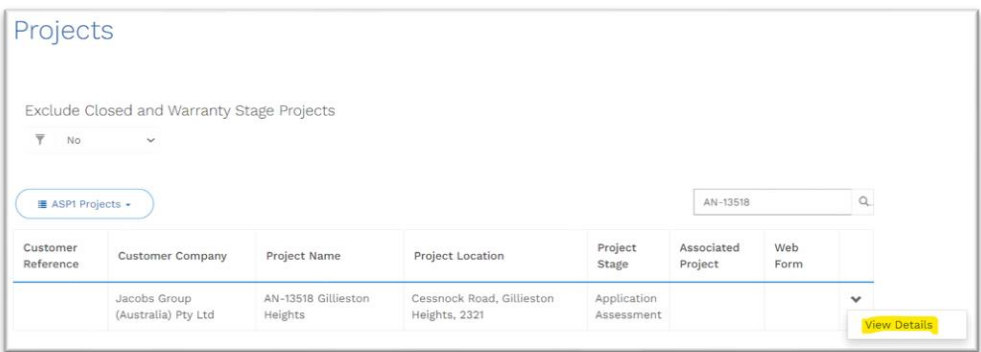 Projects
Exclude Closed and Warranty Stage Projects
No
ASP1 Projects
AN-13518
Customer Reference
Customer Company
Project Name
Project Location
Project Stage
Associated Project
Web Form
Jacobs Group (Australia) Pty Ltd
AN-13518 Gillieston Heights
Cessnock Road, Gillieston Heights, 2321
Application Assessment
View Details